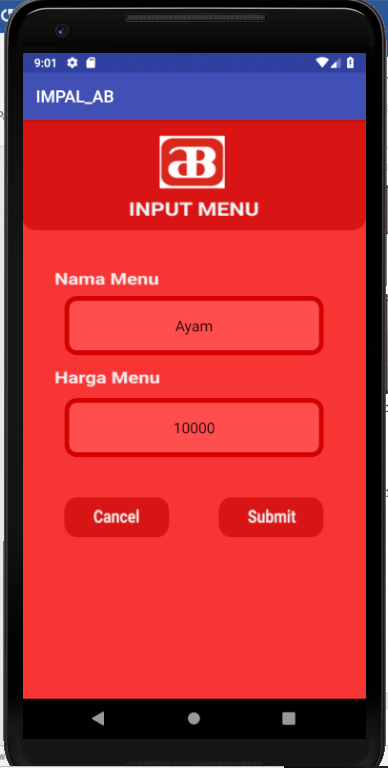 9:01
IMPAL_AB
aB
INPUT MENU
Nama Menu
Ayam
Harga Menu
10000
Cancel
Submit